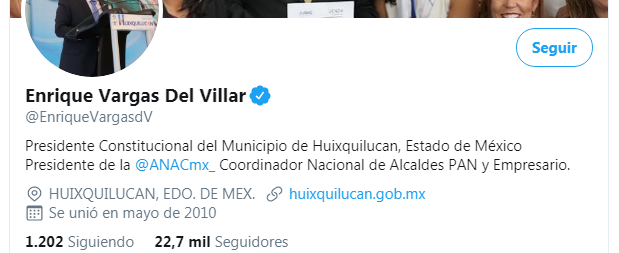 HUIXQUILUCAN
Seguir
Enrique Vargas Del Villar
@EnriqueVargasdV
Presidente Constitucional del Municipio de Huixquilucan, Estado de México
Presidente de la @ANACmx_ Coordinador Nacional de Alcaldes PAN y Empresario.
HUIXQUILUCAN, EDO. DE MEX. huixquilucan.gob.mx
Se unió en mayo de 2010
1.202 Siguiendo 22,7 mil Seguidores